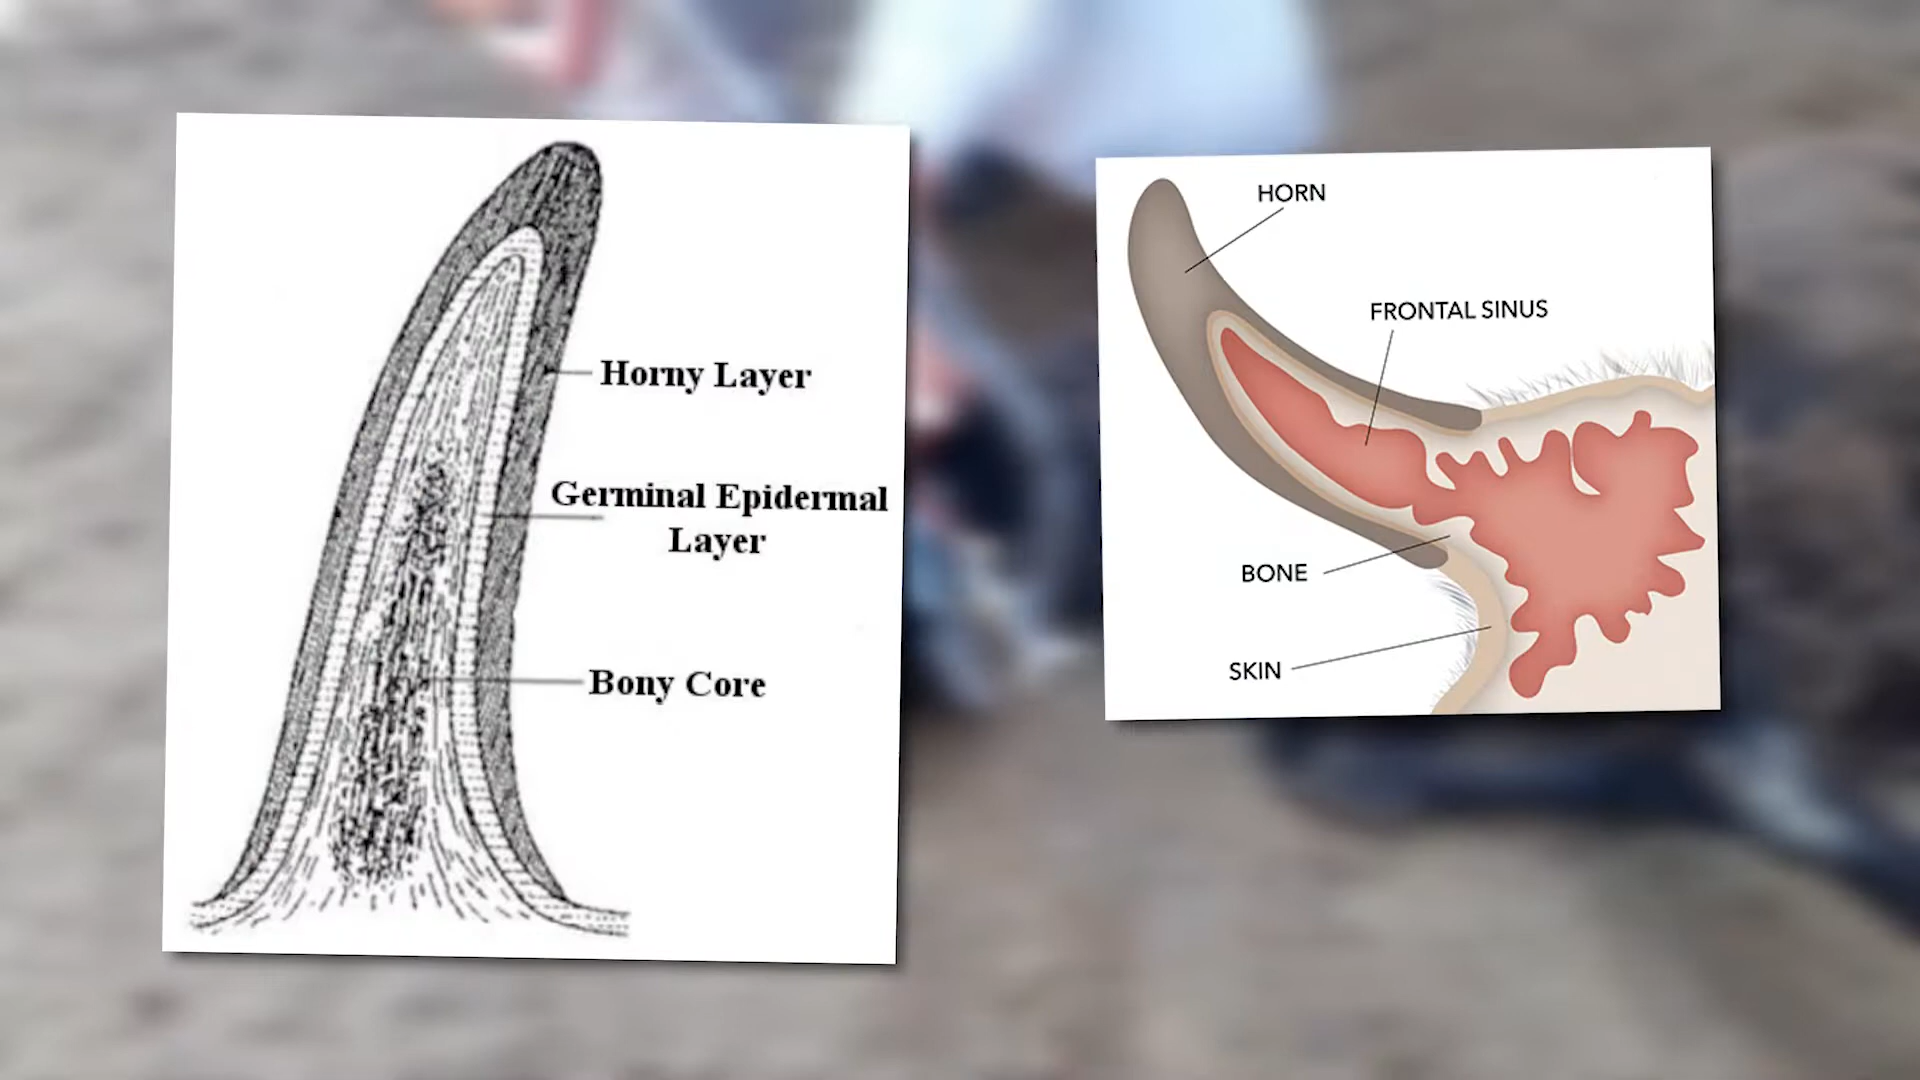 Horny Layer
Germinal Epidermal
Layer
Bony Core
HORN
FRONTAL SINUS
BONE
SKIN